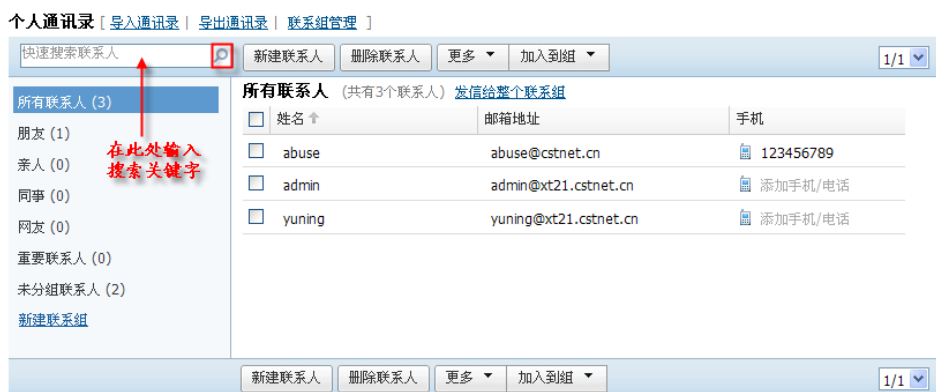 个人通讯录 [ 导入通讯录 | 导出通讯录 | 联系组管理 ]
快速搜索联系人 新建联系人 删除联系人 更多 加入到组 1/1
所有联系人 (3)
朋友 (1)
亲人 (0)
同事 (0)
网友 (0)
重要联系人 (0)
未分组联系人 (2)
新建联系组
在此处输入
搜索关键字
所有联系人 (共有3个联系人) 发信给整个联系组
姓名 邮箱地址 手机
abuse abuse@cstnet.cn 123456789
admin admin@xt21.cstnet.cn 添加手机/电话
yuning yuning@xt21.cstnet.cn 添加手机/电话
新建联系人 删除联系人 更多 加入到组 1/1